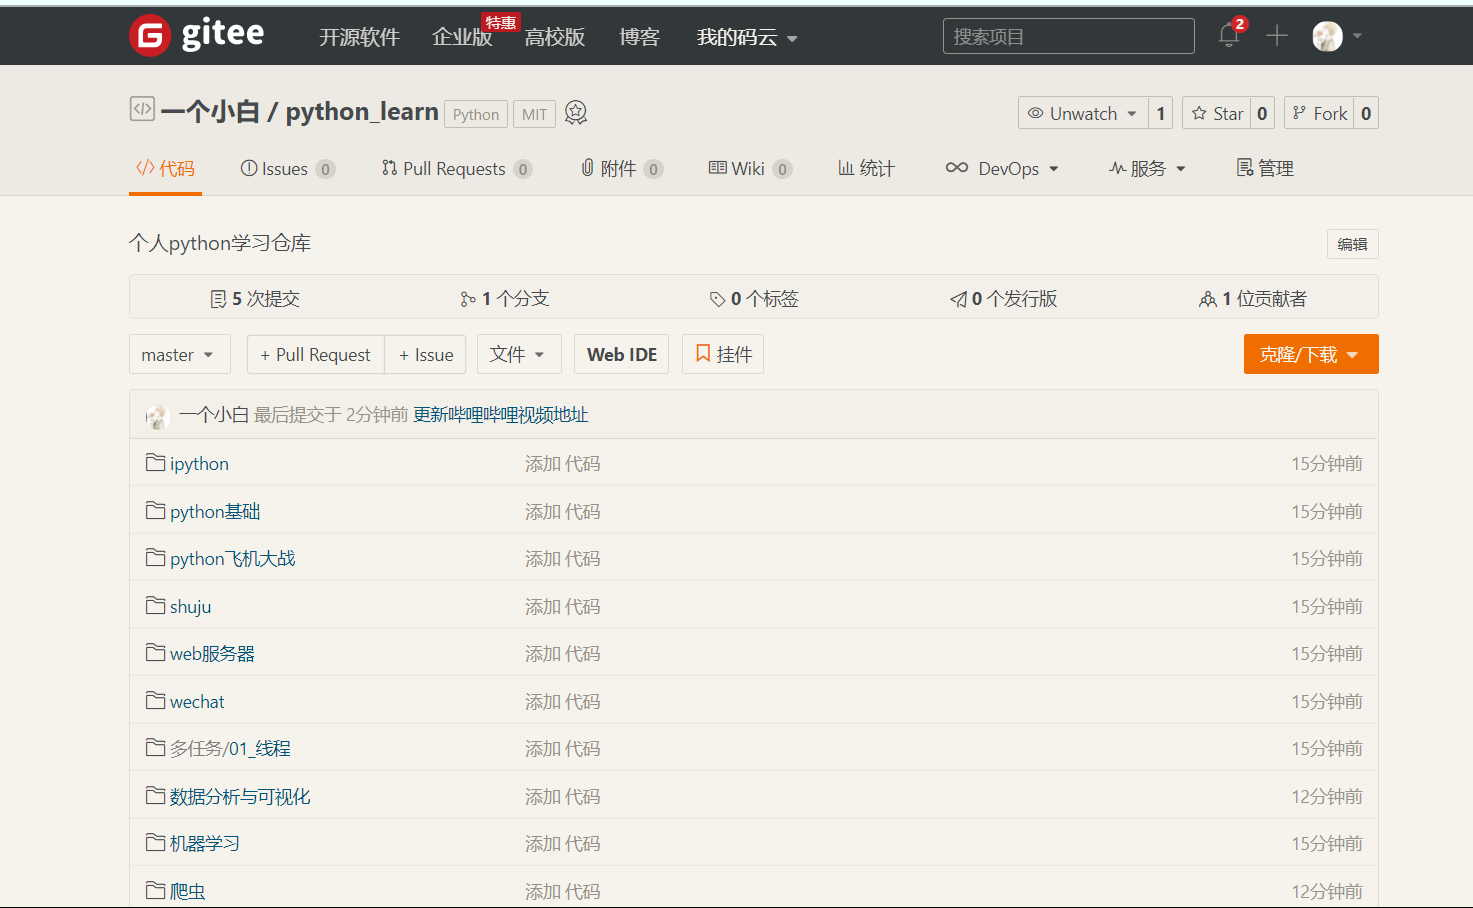 gitee 开源软件 企业版 特惠 高校版 博客 我的码云 搜索项目 2
一个小白 / python_learn Python MIT Unwatch 1 Star 0 Fork 0
代码 Issues 0 Pull Requests 0 附件 0 Wiki 0 统计 DevOps 服务 管理
个人python学习仓库 编辑
5 次提交 1 个分支 0 个标签 0 个发行版 1 位贡献者
master + Pull Request + Issue 文件 Web IDE 挂件 克隆/下载
一个小白 最后提交于 2分钟前 更新哔哩哔哩视频地址
ipython 添加 代码 15分钟前
python基础 添加 代码 15分钟前
python飞机大战 添加 代码 15分钟前
shuju 添加 代码 15分钟前
web服务器 添加 代码 15分钟前
wechat 添加 代码 15分钟前
多任务/01_线程 添加 代码 15分钟前
数据分析与可视化 添加 代码 12分钟前
机器学习 添加 代码 15分钟前
爬虫 添加 代码 12分钟前